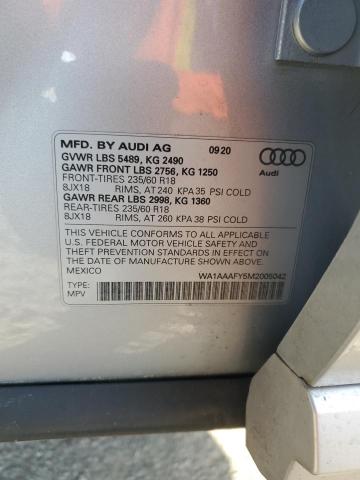 MFD. BY AUDI AG 0920
GVWR LBS 5489, KG 2490
GAWR FRONT LBS 2756, KG 1250
FRONT-TIRES 235/60 R18
8JX18 RIMS, AT 240 KPA 35 PSI COLD
GAWR REAR LBS 2998, KG 1360
REAR-TIRES 235/60 R18
8JX18 RIMS, AT 260 KPA 38 PSI COLD
Audi
THIS VEHICLE CONFORMS TO ALL APPLICABLE
U.S. FEDERAL MOTOR VEHICLE SAFETY AND
THEFT PREVENTION STANDARDS IN EFFECT ON
THE DATE OF MANUFACTURE SHOWN ABOVE.
MEXICO WA1AAAFY5M2005042
TYPE:
MPV